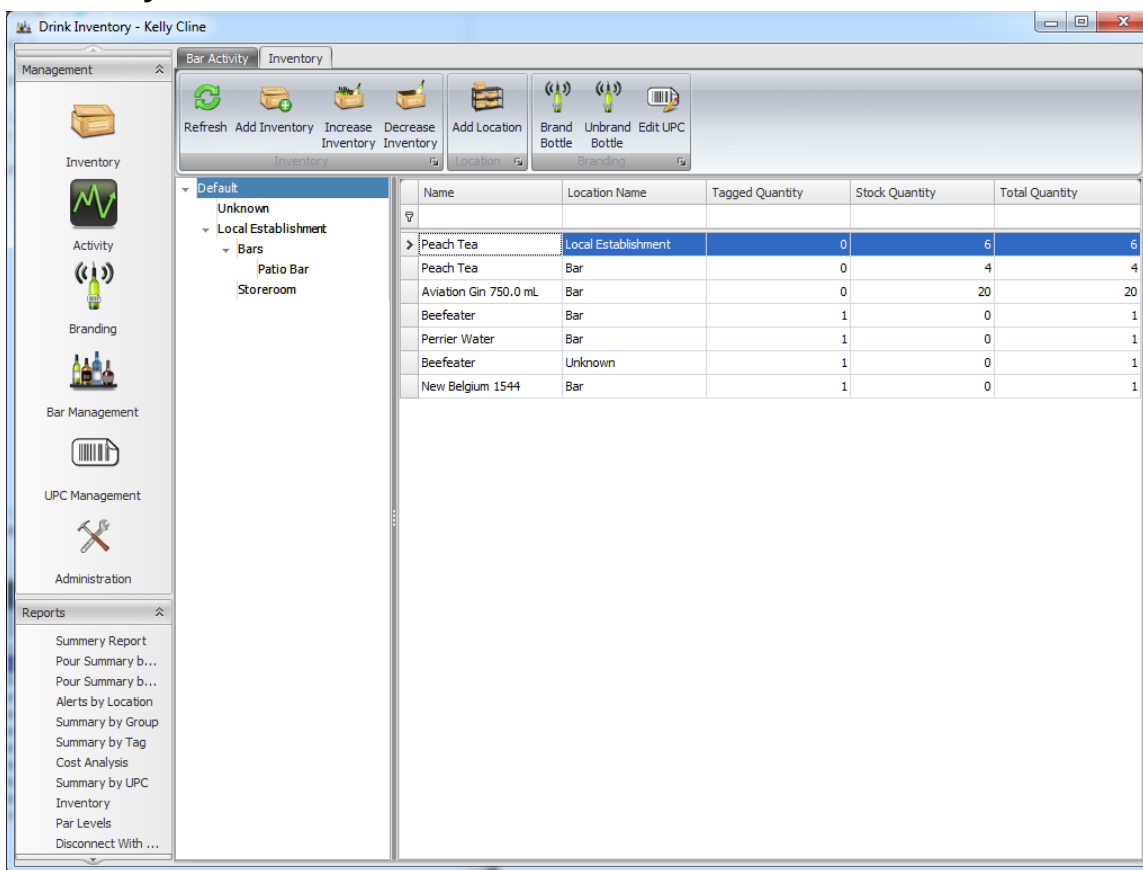 Drink Inventory - Kelly Cline
Management
Inventory
Activity
Branding
Bar Management
UPC Management
Administration
Reports
Summery Report
Pour Summary b...
Pour Summary b...
Alerts by Location
Summary by Group
Summary by Tag
Cost Analysis
Summary by UPC
Inventory
Par Levels
Disconnect With ...
Bar Activity Inventory
Refresh Add Inventory Increase Inventory Decrease Inventory Add Location Brand Bottle Unbrand Bottle Edit UPC
Inventory Location Branding
Default
Unknown
Local Establishment
Bars
Patio Bar
Storeroom
Name Location Name Tagged Quantity Stock Quantity Total Quantity
Peach Tea Local Establishment 0 6 6
Peach Tea Bar 0 4 4
Aviation Gin 750.0 mL Bar 0 20 20
Beefeater Bar 1 0 1
Perrier Water Bar 1 0 1
Beefeater Unknown 1 0 1
New Belgium 1544 Bar 1 0 1